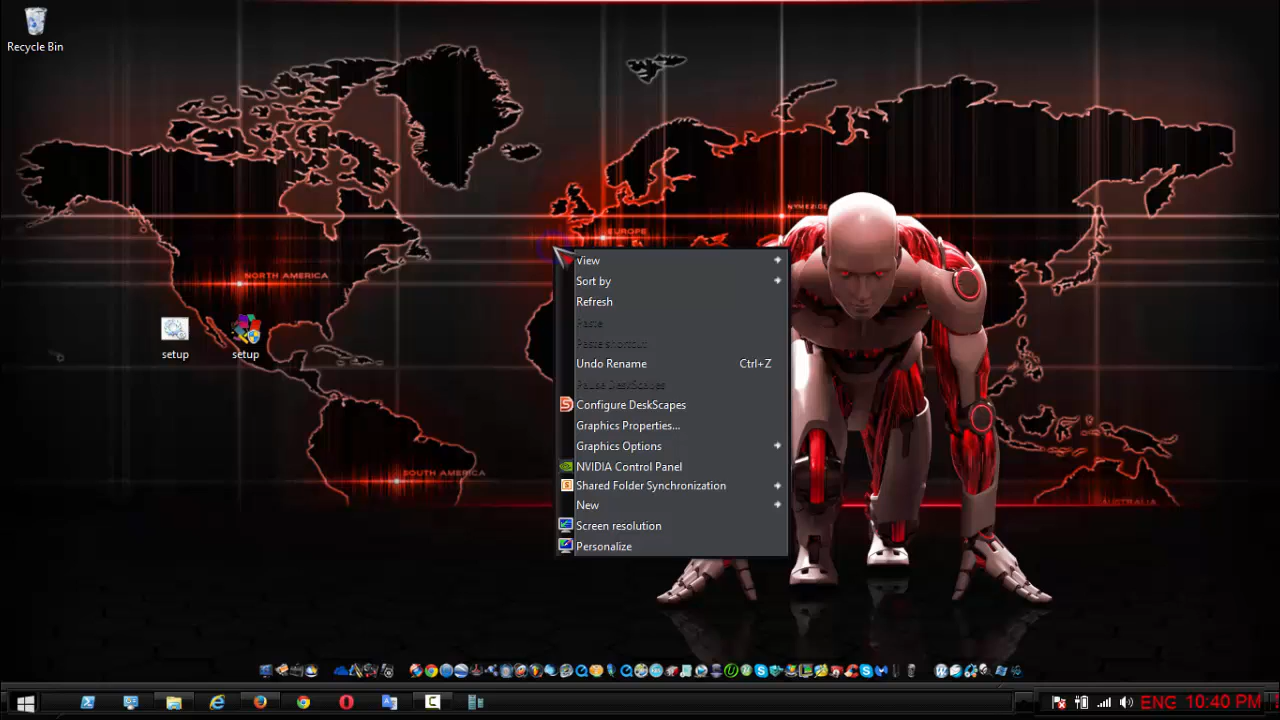 Recycle Bin
EUROPE
NORTH AMERICA
setup
setup
SOUTH AMERICA
AUSTRALIA
View
Sort by
Refresh
Paste
Paste shortcut
Undo Rename Ctrl+Z
Pause DeskScapes
Configure DeskScapes
Graphics Properties...
Graphics Options
NVIDIA Control Panel
Shared Folder Synchronization
New
Screen resolution
Personalize
ENG 10:40 PM